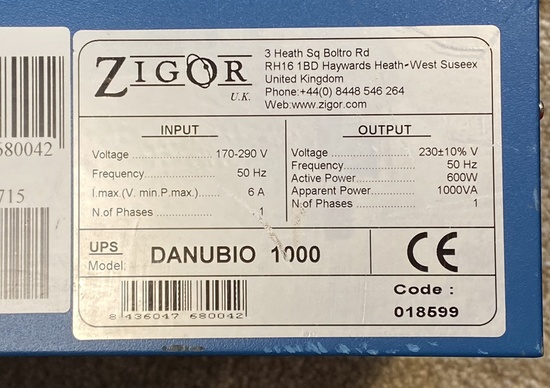 ZIGOR
U.K.
3 Heath Sq Boltro Rd
RH16 1BD Haywards Heath-West Suseex
United Kingdom
Phone:+44(0) 8448 546 264
Web:www.zigor.com
INPUT
Voltage ............ 170-290 V
Frequency ............ 50 Hz
I.max.(V. min.P.max.) ....... 6 A
N.of Phases ............ 1
OUTPUT
Voltage ............ 230±10% V
Frequency ............ 50 Hz
Active Power ............ 600W
Apparent Power ............ 1000VA
N.of Phases ............ 1
UPS
Model: DANUBIO 1000
CE
8 436047 680042
Code :
018599
680042
715